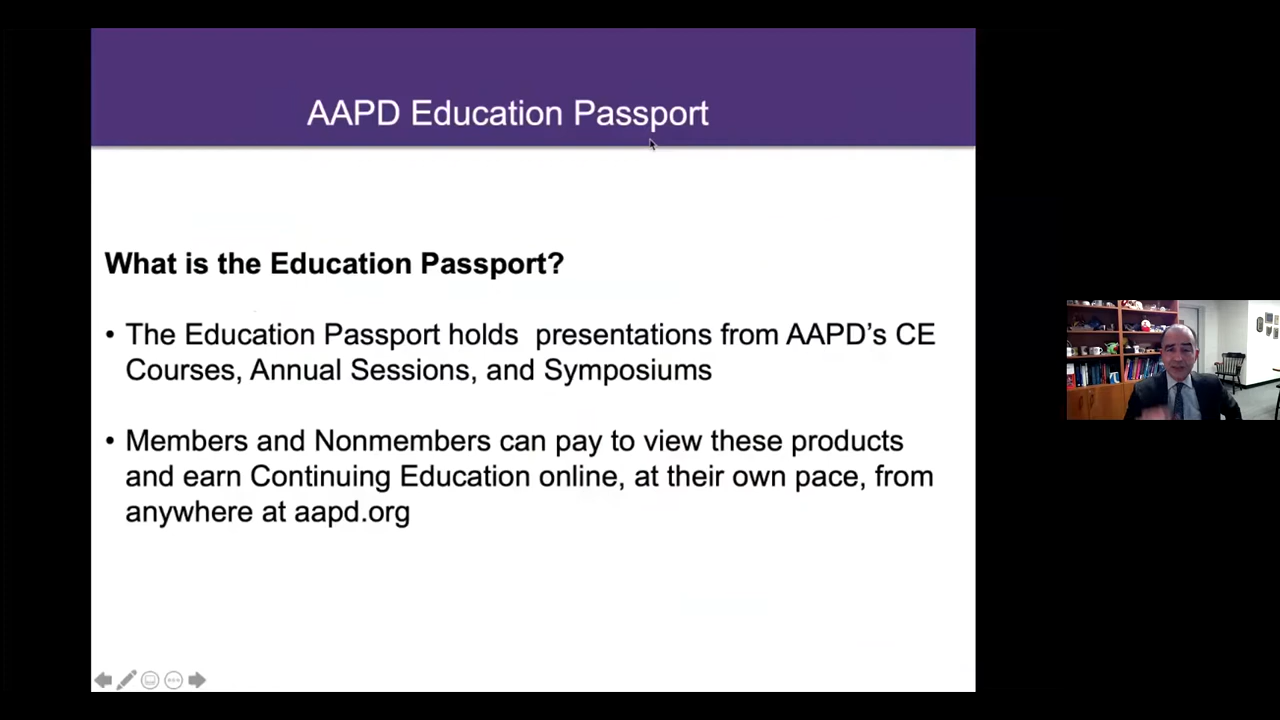 AAPD Education Passport
What is the Education Passport?
• The Education Passport holds  presentations from AAPD’s CE
Courses, Annual Sessions, and Symposiums
• Members and Nonmembers can pay to view these products
and earn Continuing Education online, at their own pace, from
anywhere at aapd.org